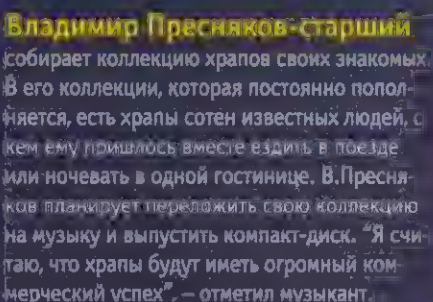 Владимир Пресняков-старший
собирает коллекцию храпов своих знакомых.
В его коллекции, которая постоянно попол-
няется, есть храпы сотен известных людей, с
кем ему пришлось вместе ездить в поезде
или ночевать в одной гостинице. В.Пресня-
ков планирует переложить свою коллекцию
на музыку и выпустить компакт-диск. "Я счи-
таю, что храпы будут иметь огромный ком-
мерческий успех", – отметил музыкант